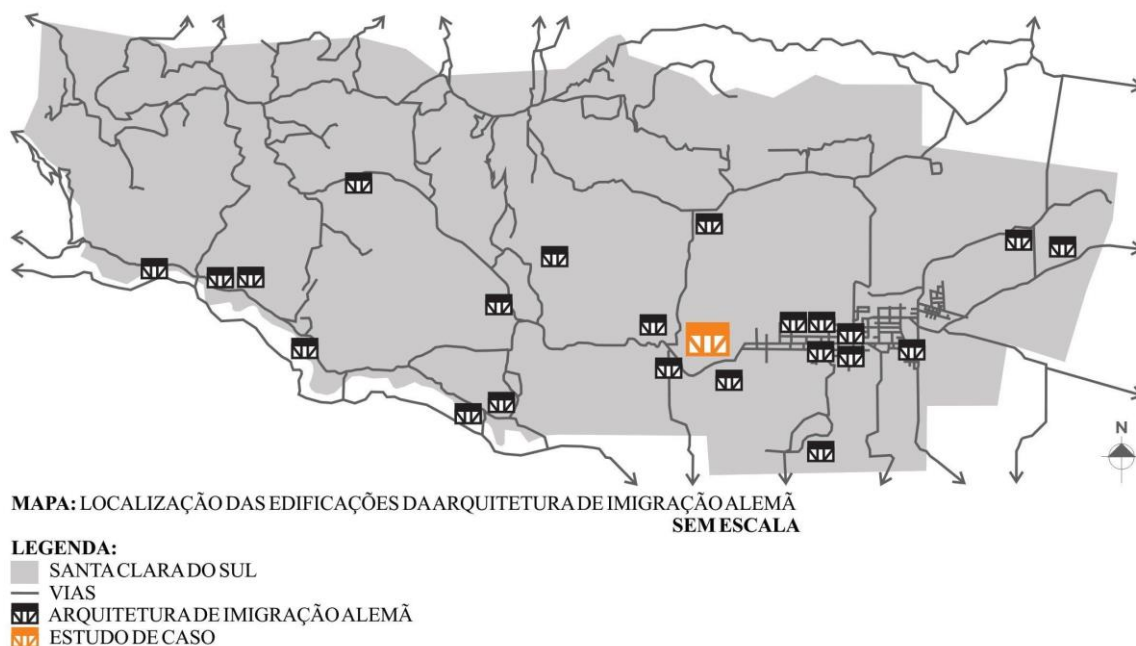 N
MAPA: LOCALIZAÇÃO DAS EDIFICAÇÕES DA ARQUITETURA DE IMIGRAÇÃO ALEMÃ
SEM ESCALA
LEGENDA:
SANTA CLARA DO SUL
VIAS
ARQUITETURA DE IMIGRAÇÃO ALEMÃ
ESTUDO DE CASO